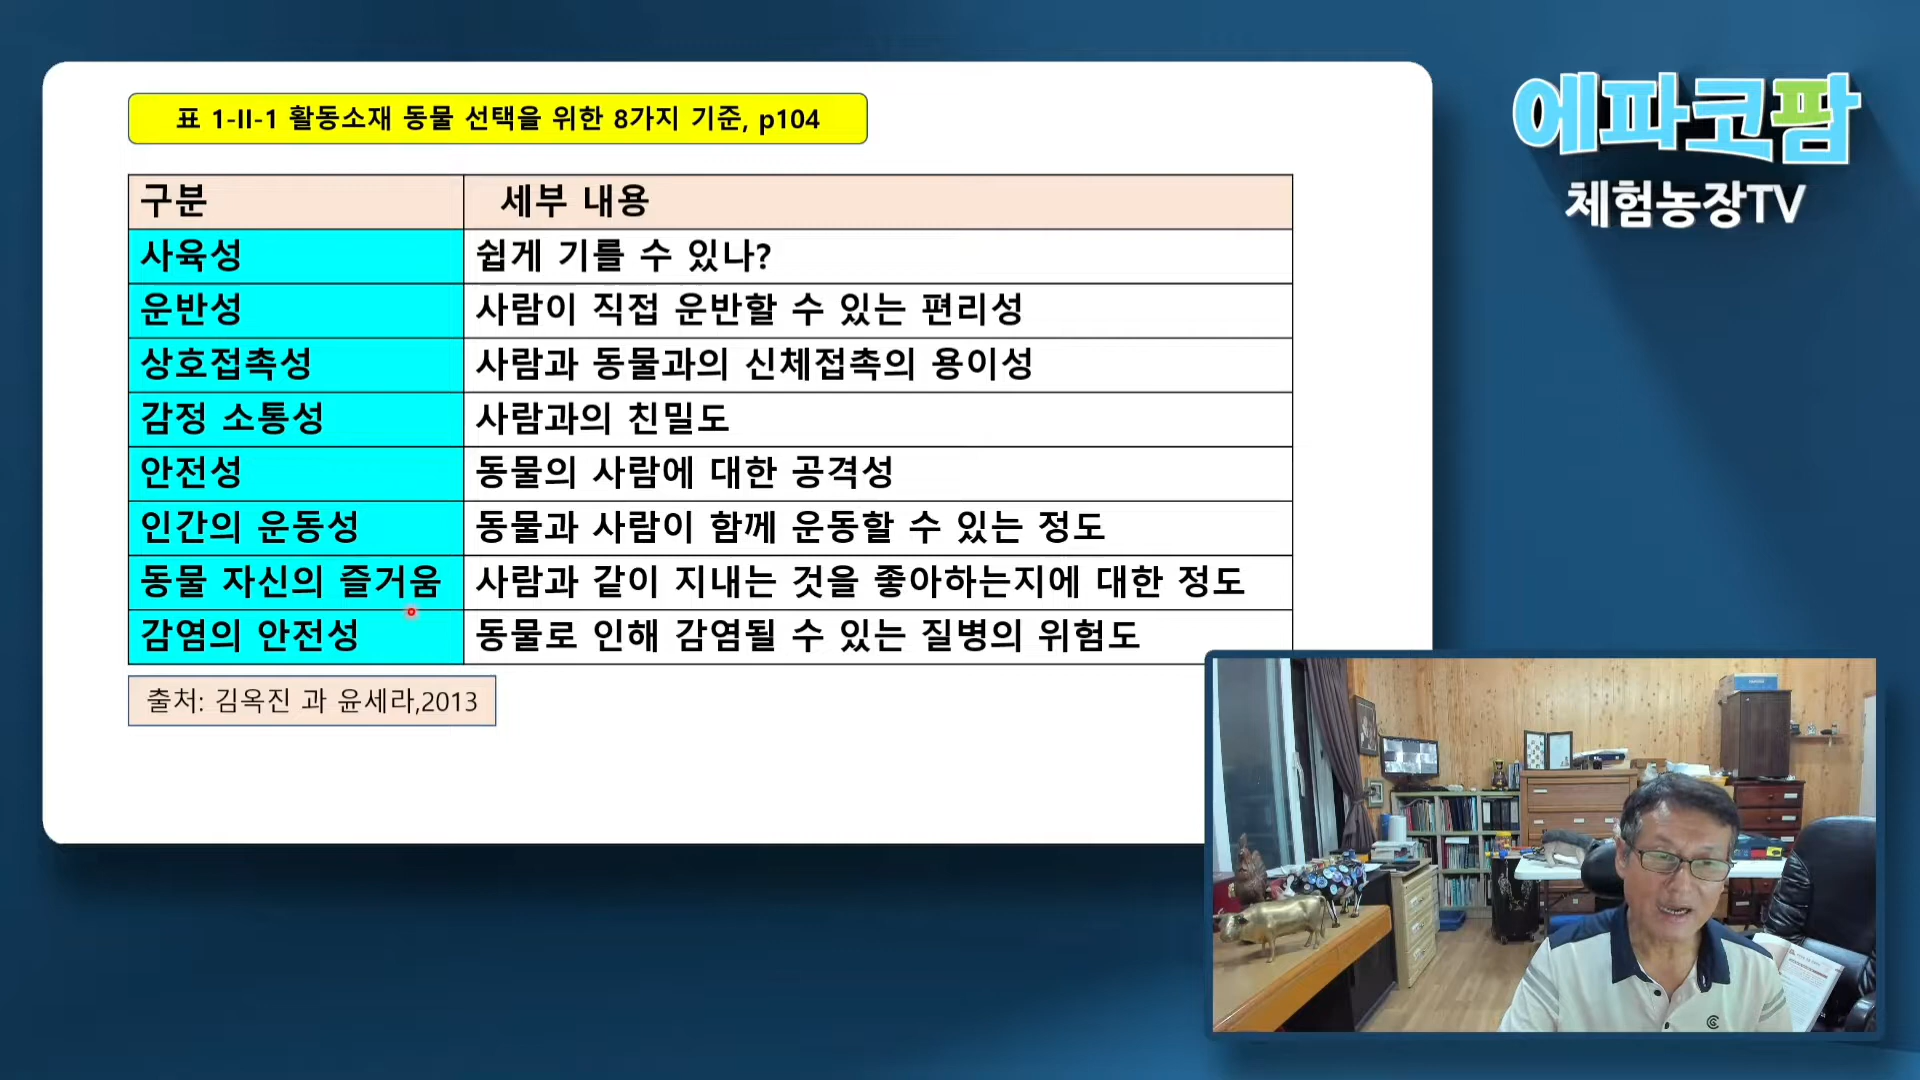 표 1-II-1 활동소재 동물 선택을 위한 8가지 기준, p104
구분 세부 내용
사육성 쉽게 기를 수 있나?
운반성 사람이 직접 운반할 수 있는 편리성
상호접촉성 사람과 동물과의 신체접촉의 용이성
감정 소통성 사람과의 친밀도
안전성 동물의 사람에 대한 공격성
인간의 운동성 동물과 사람이 함께 운동할 수 있는 정도
동물 자신의 즐거움 사람과 같이 지내는 것을 좋아하는지에 대한 정도
감염의 안전성 동물로 인해 감염될 수 있는 질병의 위험도
출처: 김옥진 과 윤세라,2013
에파코팜
체험농장TV